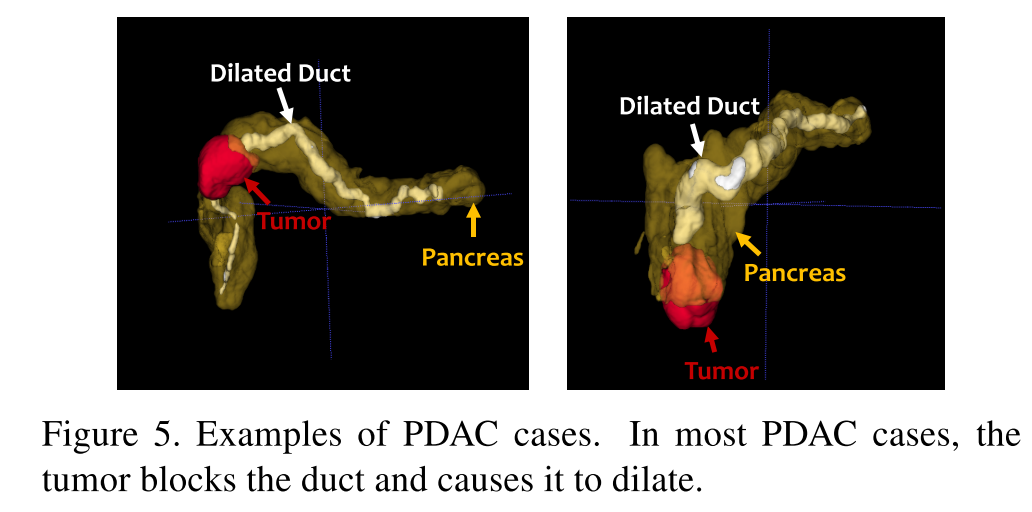 Dilated Duct
Tumor
Pancreas
Dilated Duct
Pancreas
Tumor
Figure 5. Examples of PDAC cases. In most PDAC cases, the
tumor blocks the duct and causes it to dilate.